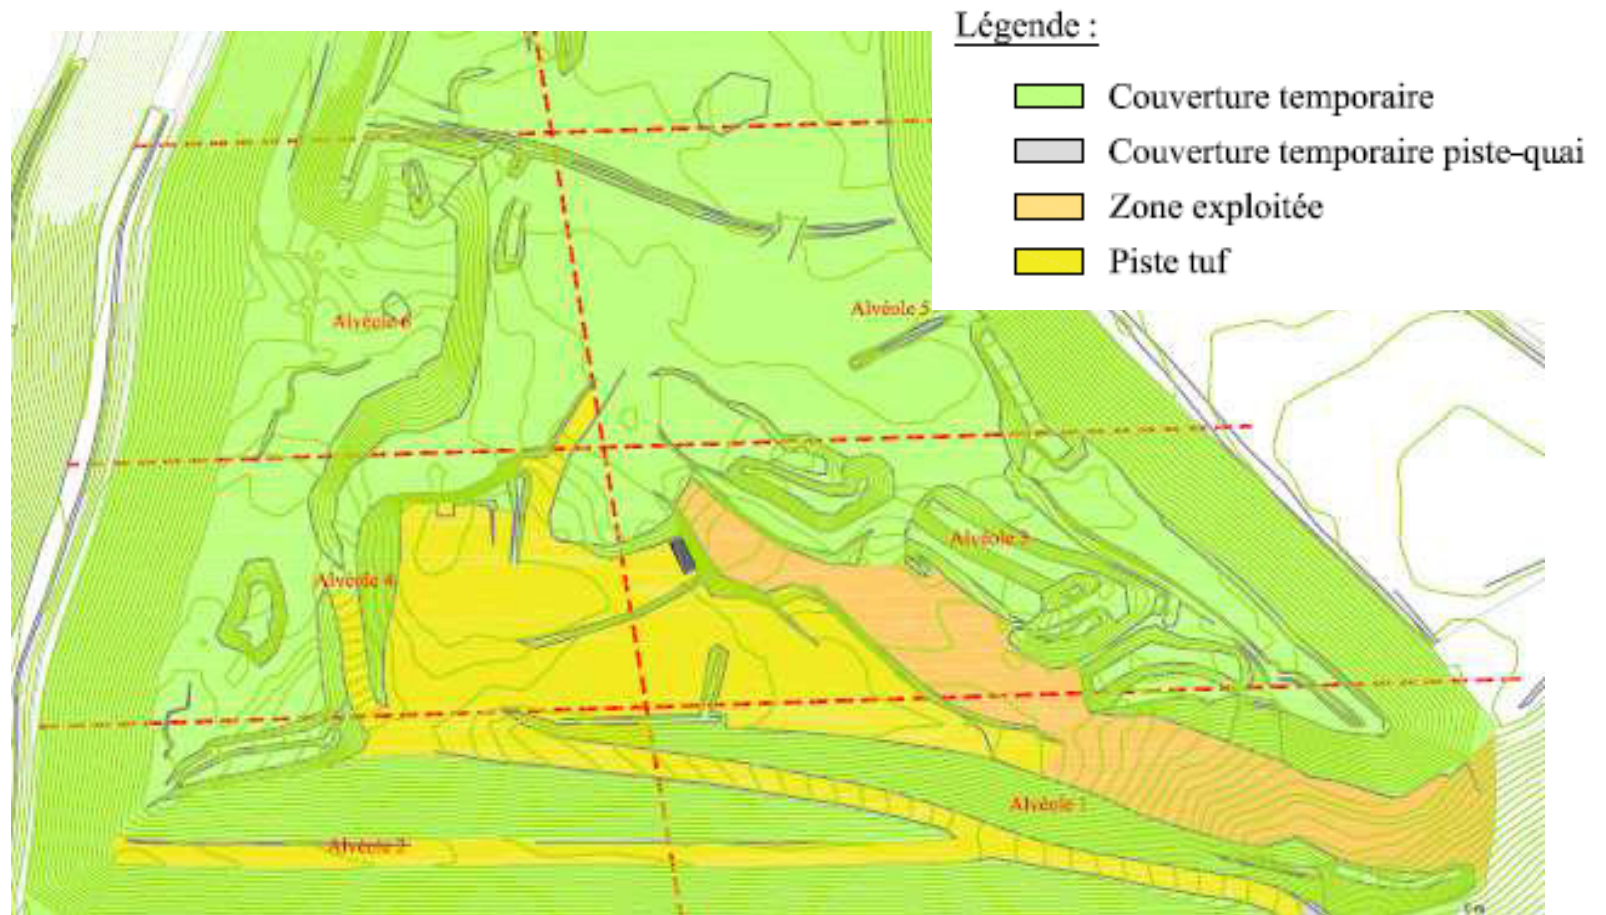 Légende :
Couverture temporaire
Couverture temporaire piste-quai
Zone exploitée
Piste tuf
Alvéole 6
Alvéole 5
Alvéole 3
Alvéole 4
Alvéole 1
Alvéole 2